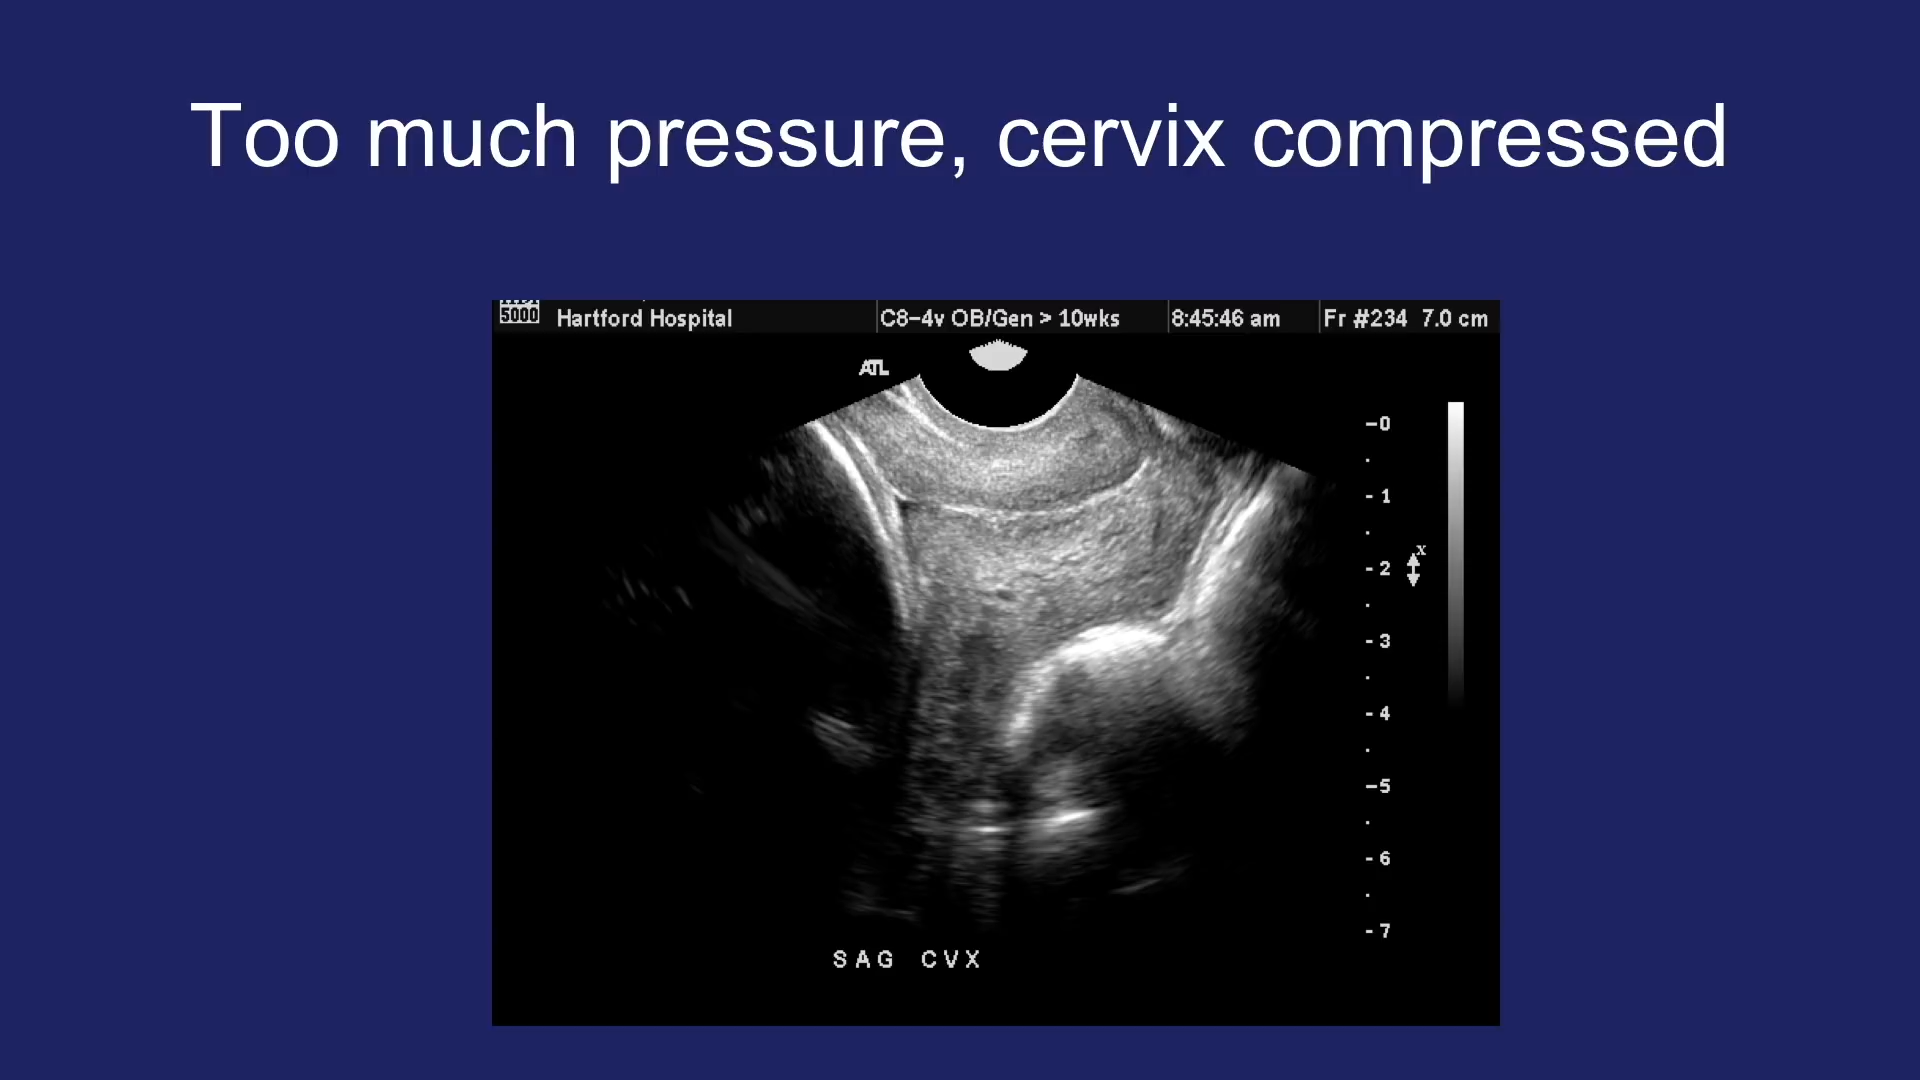 Too much pressure, cervix compressed
5000 Hartford Hospital C8-4v OB/Gen > 10wks 8:45:46 am Fr #234 7.0 cm
ATL
-0
-1
x
-2
-3
-4
-5
-6
-7
SAG CVX